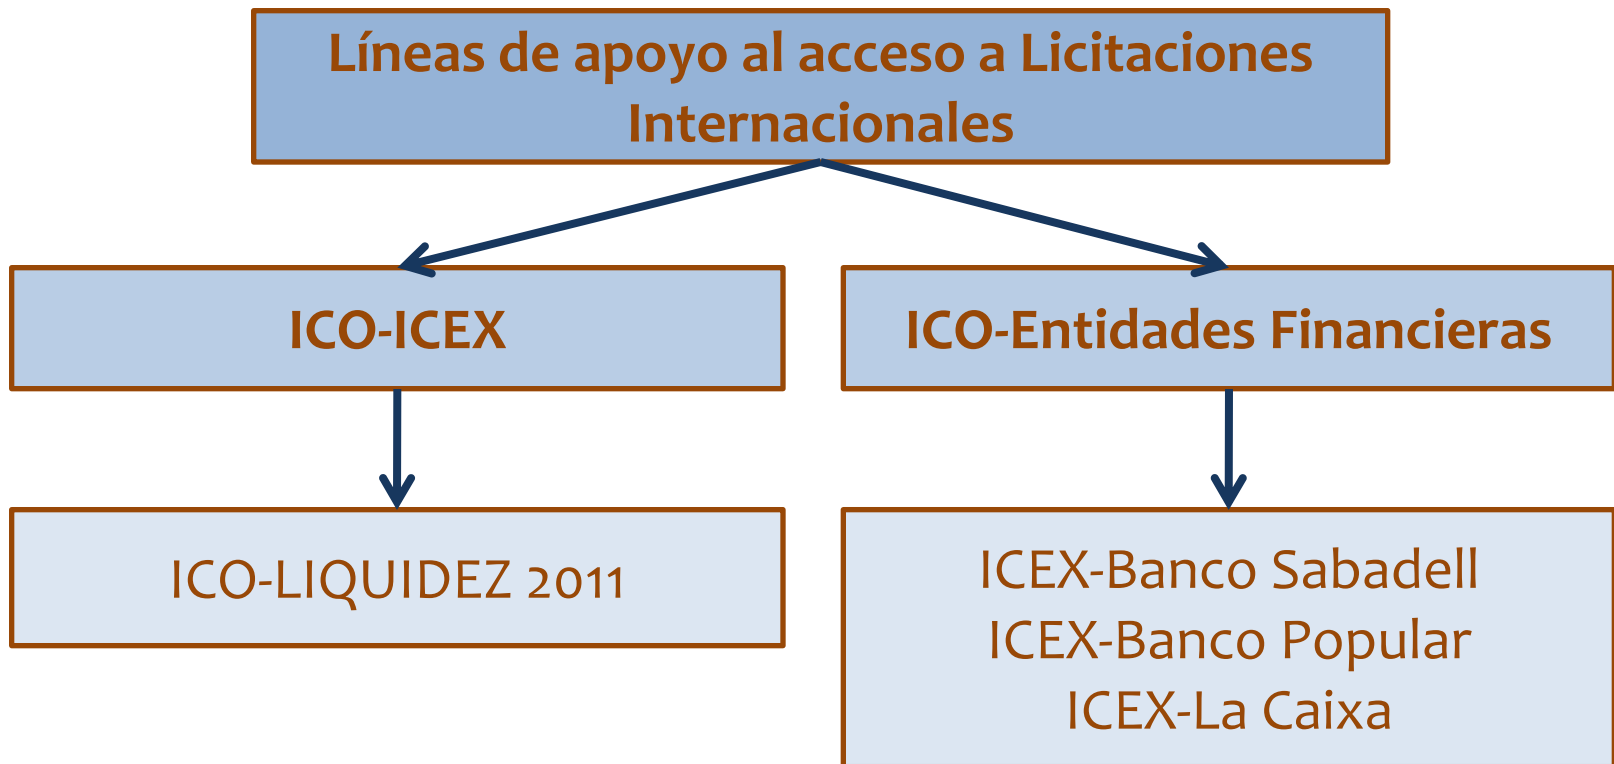 Líneas de apoyo al acceso a Licitaciones
Internacionales
ICO-ICEX
ICO-Entidades Financieras
ICO-LIQUIDEZ 2011
ICEX-Banco Sabadell
ICEX-Banco Popular
ICEX-La Caixa